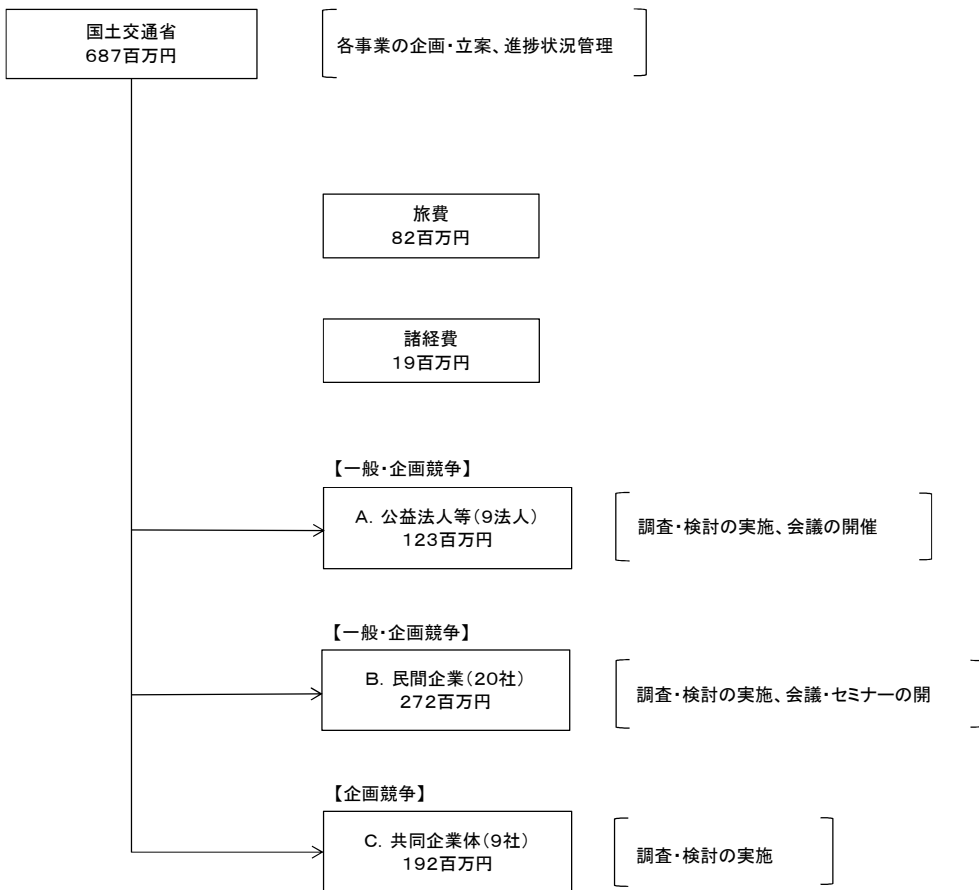 国土交通省
687百万円
各事業の企画・立案、進捗状況管理
旅費
82百万円
諸経費
19百万円
【一般・企画競争】
A．公益法人等（9法人）
123百万円
調査・検討の実施、会議の開催
【一般・企画競争】
B．民間企業（20社）
272百万円
調査・検討の実施、会議・セミナーの開
【企画競争】
C．共同企業体（9社）
192百万円
調査・検討の実施